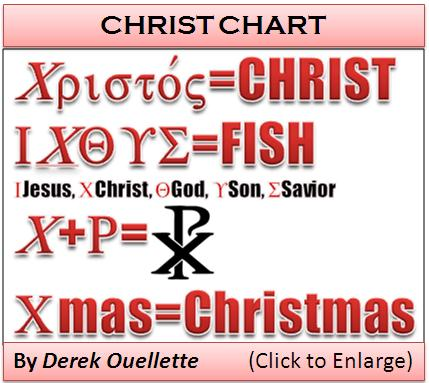 CHRIST CHART
Χριστός=CHRIST
ΙΧΘΥΣ=FISH
ΙJesus, ΧChrist, ΘGod, ΥSon, ΣSavior
Χ+Ρ=☧
Χmas=Christmas
By Derek Ouellette (Click to Enlarge)